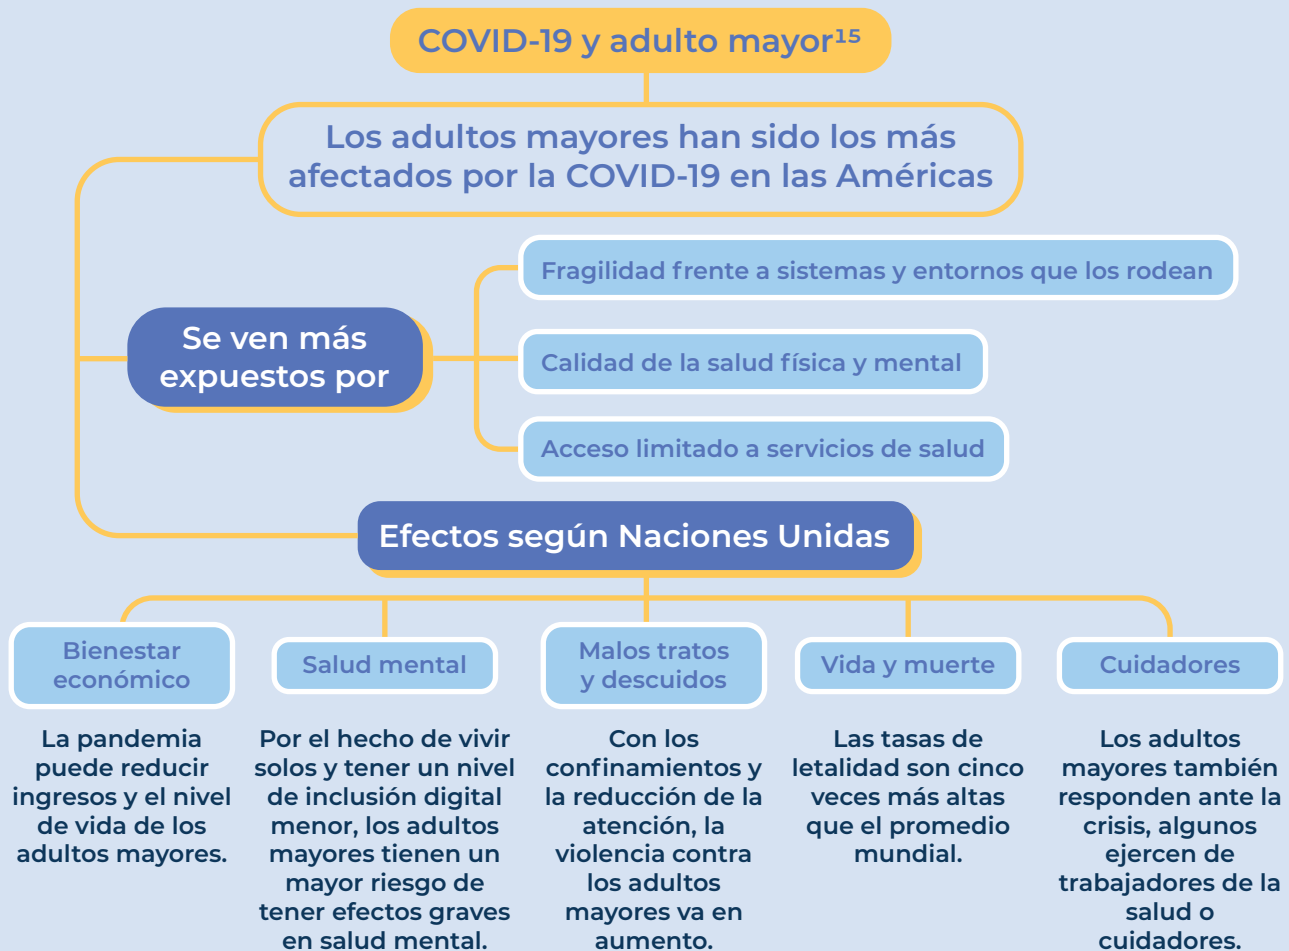 COVID-19 y adulto mayor¹⁵
Los adultos mayores han sido los más
afectados por la COVID-19 en las Américas
Se ven más
expuestos por
Fragilidad frente a sistemas y entornos que los rodean
Calidad de la salud física y mental
Acceso limitado a servicios de salud
Efectos según Naciones Unidas
Bienestar
económico
La pandemia
puede reducir
ingresos y el nivel
de vida de los
adultos mayores.
Salud mental
Por el hecho de vivir
solos y tener un nivel
de inclusión digital
menor, los adultos
mayores tienen un
mayor riesgo de
tener efectos graves
en salud mental.
Malos tratos
y descuidos
Con los
confinamientos y
la reducción de la
atención, la
violencia contra
los adultos
mayores va en
aumento.
Vida y muerte
Las tasas de
letalidad son cinco
veces más altas
que el promedio
mundial.
Cuidadores
Los adultos
mayores también
responden ante la
crisis, algunos
ejercen de
trabajadores de la
salud o
cuidadores.